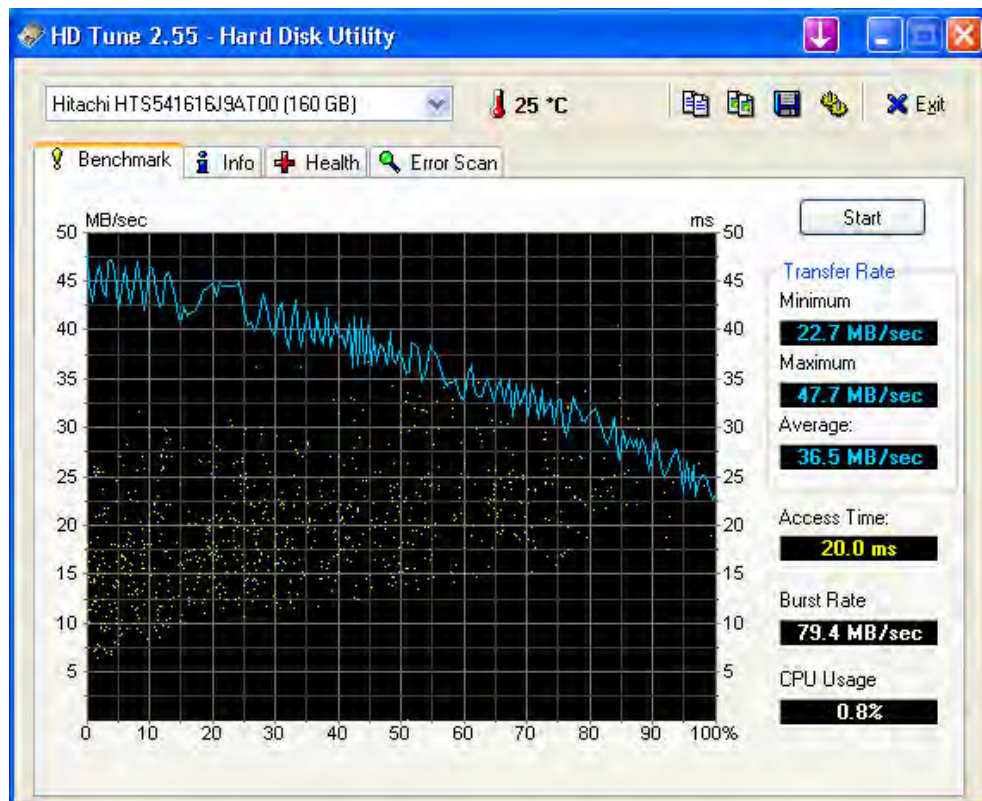 HD Tune 2.55 - Hard Disk Utility
Hitachi HTS541616J9AT00 (160 GB)
25 °C
Exit
Benchmark Info Health Error Scan
MB/sec ms
50 50
45 45
40 40
35 35
30 30
25 25
20 20
15 15
10 10
5 5
0 10 20 30 40 50 60 70 80 90 100%
Start
Transfer Rate
Minimum
22.7 MB/sec
Maximum
47.7 MB/sec
Average:
36.5 MB/sec
Access Time:
20.0 ms
Burst Rate
79.4 MB/sec
CPU Usage
0.8%